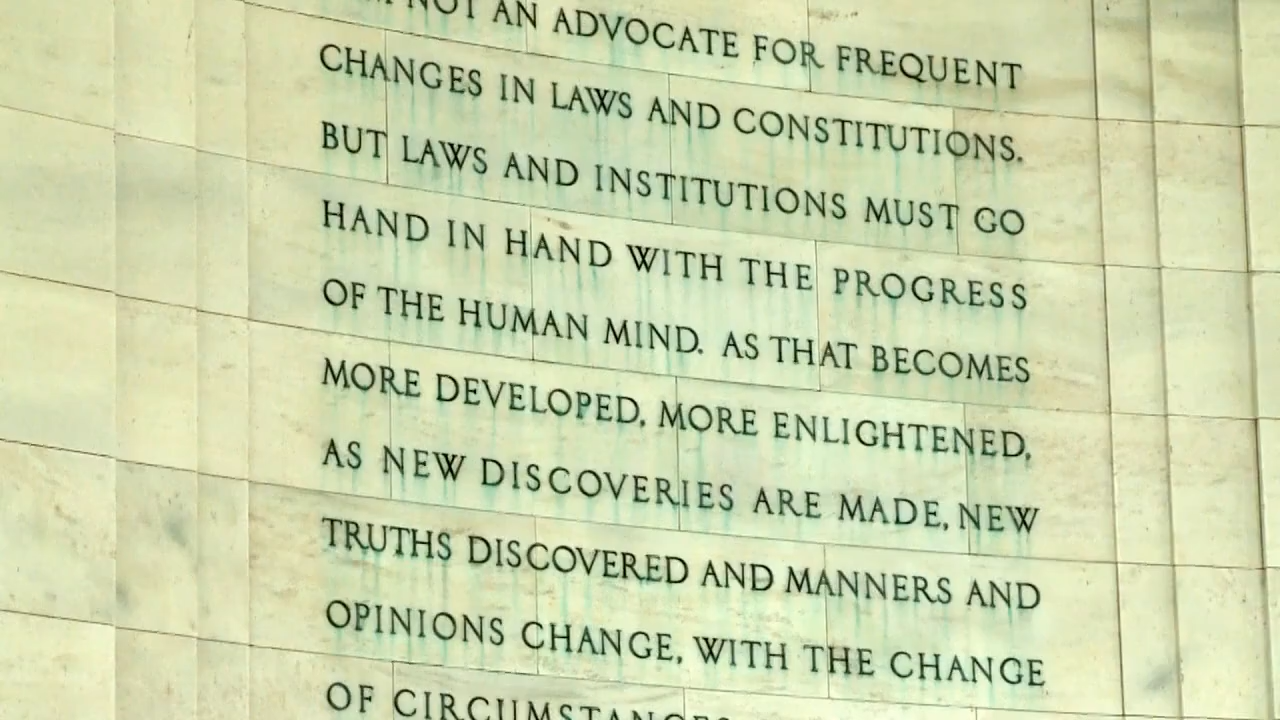 NOT AN ADVOCATE FOR FREQUENT
CHANGES IN LAWS AND CONSTITUTIONS.
BUT LAWS AND INSTITUTIONS MUST GO
HAND IN HAND WITH THE PROGRESS
OF THE HUMAN MIND. AS THAT BECOMES
MORE DEVELOPED, MORE ENLIGHTENED,
AS NEW DISCOVERIES ARE MADE, NEW
TRUTHS DISCOVERED AND MANNERS AND
OPINIONS CHANGE, WITH THE CHANGE
OF CIRCUMSTANCES